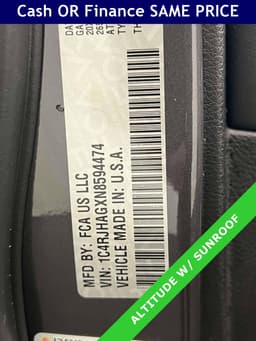 Cash OR Finance SAME PRICE
MFD BY: FCA US LLC
VIN: 1C4RJHAGXN8594474
VEHICLE MADE IN: U.S.A.
ALTITUDE W/ SUNROOF